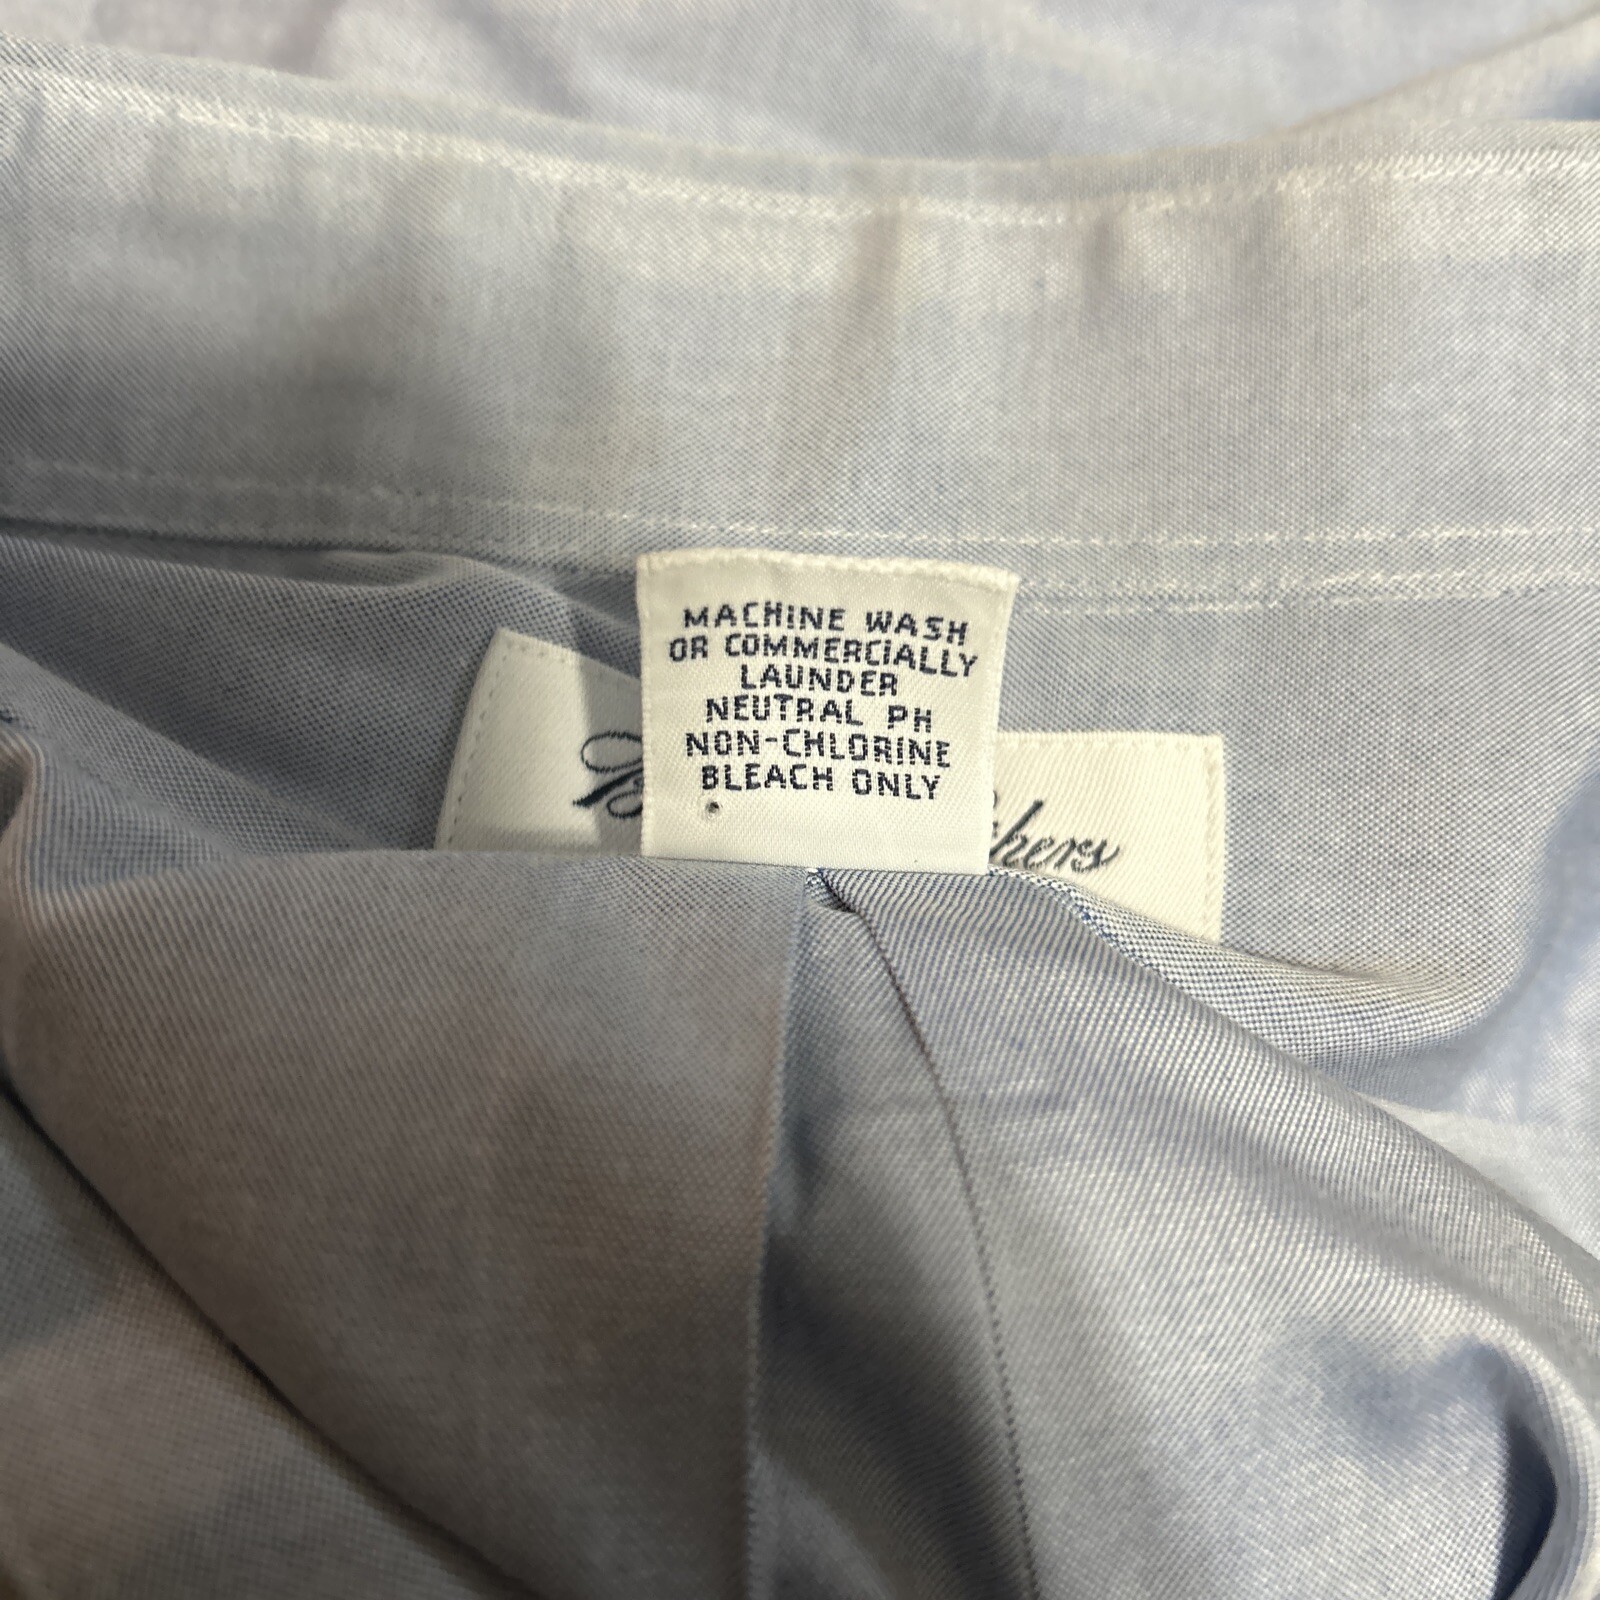 MACHINE WASH
OR COMMERCIALLY
LAUNDER
NEUTRAL PH
NON-CHLORINE
BLEACH ONLY